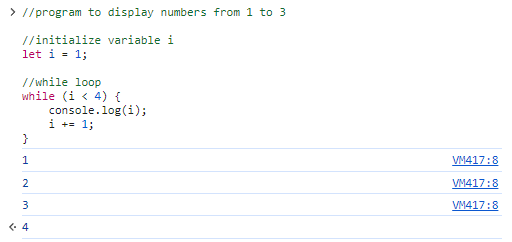 //program to display numbers from 1 to 3

//initialize variable i
let i = 1;

//while loop
while (i < 4) {
    console.log(i);
    i += 1;
}
1 VM417:8
2 VM417:8
3 VM417:8
4